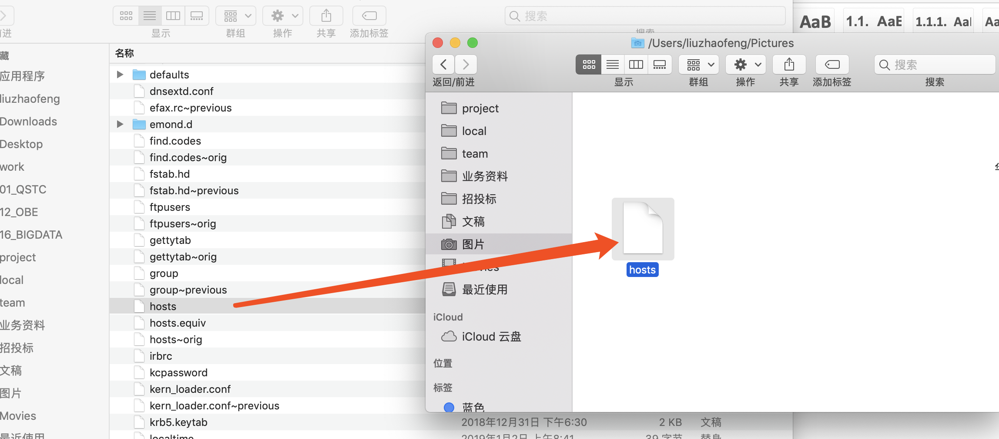 前进
显示
群组
操作
共享
添加标签
搜索
AaB
1.1. AaE
1.1.1. Aa
Aa
藏
应用程序
liuzhaofeng
Downloads
Desktop
work
01_QSTC
12_OBE
16_BIGDATA
project
local
team
业务资料
招投标
文稿
图片
Movies
最近使用
名称
defaults
dnsextd.conf
efax.rc~previous
emond.d
find.codes
find.codes~orig
fstab.hd
fstab.hd~previous
ftpusers
ftpusers~orig
gettytab
gettytab~orig
group
group~previous
hosts
hosts.equiv
hosts~orig
irbrc
kcpassword
kern_loader.conf
kern_loader.conf~previous
krb5.keytab 2018年12月31日 下午6:30 2 KB 文稿
localtime 2019年1月2日 上午8:41 39 字节 替身
/Users/liuzhaofeng/Pictures
返回/前进
显示
群组
操作
共享
添加标签
搜索
搜索
project
local
team
业务资料
招投标
文稿
图片
最近使用
iCloud
iCloud 云盘
位置
标签
蓝色
hosts